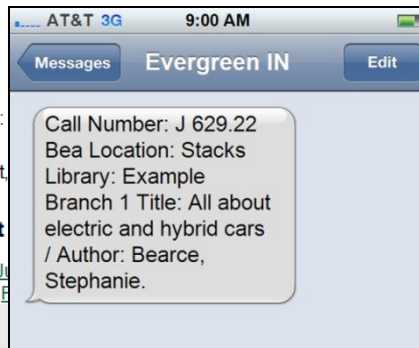 AT&T 3G 9:00 AM
Messages Evergreen IN Edit
Call Number: J 629.22
Bea Location: Stacks
Library: Example
Branch 1 Title: All about
electric and hybrid cars
/ Author: Bearce,
Stephanie.